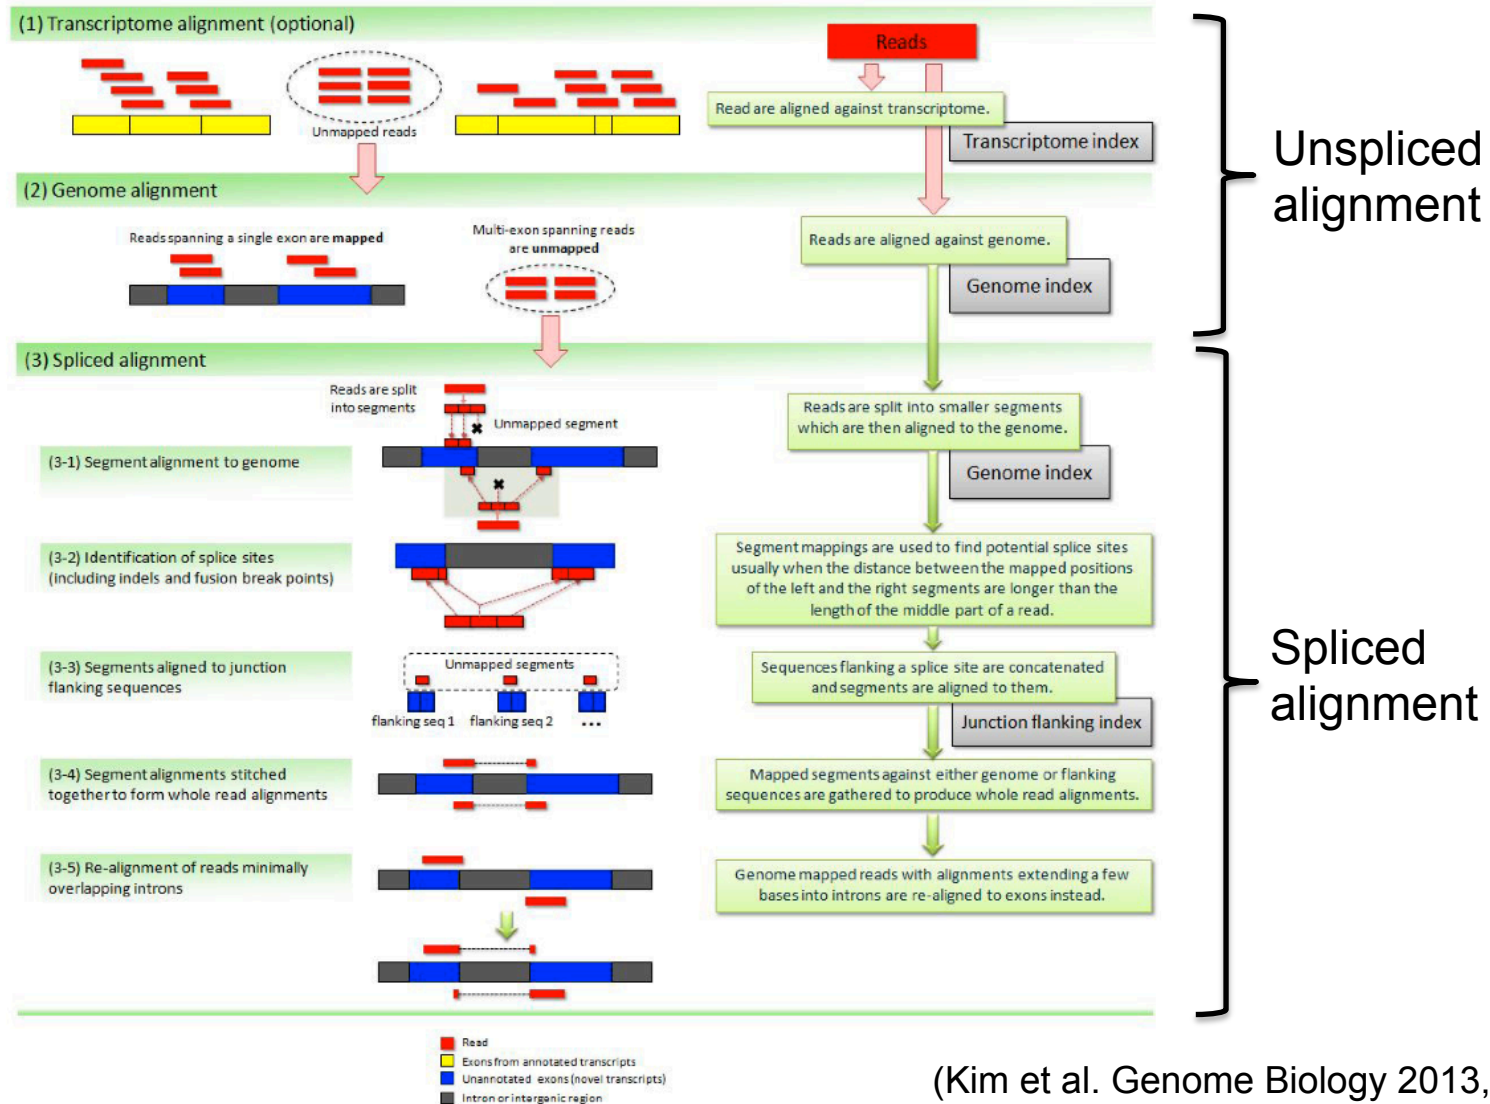 (1) Transcriptome alignment (optional)
Unmapped reads
Reads
Read are aligned against transcriptome.
Transcriptome index
(2) Genome alignment
Reads spanning a single exon are mapped
Multi-exon spanning reads
are unmapped
Reads are aligned against genome.
Genome index
Unspliced
alignment
(3) Spliced alignment
Reads are split
into segments
Unmapped segment
(3-1) Segment alignment to genome
Reads are split into smaller segments
which are then aligned to the genome.
Genome index
(3-2) Identification of splice sites
(including indels and fusion break points)
Segment mappings are used to find potential splice sites
usually when the distance between the mapped positions
of the left and the right segments are longer than the
length of the middle part of a read.
(3-3) Segments aligned to junction
flanking sequences
Unmapped segments
flanking seq 1
flanking seq 2
...
Sequences flanking a splice site are concatenated
and segments are aligned to them.
Junction flanking index
(3-4) Segment alignments stitched
together to form whole read alignments
Mapped segments against either genome or flanking
sequences are gathered to produce whole read alignments.
(3-5) Re-alignment of reads minimally
overlapping introns
Genome mapped reads with alignments extending a few
bases into introns are re-aligned to exons instead.
Spliced
alignment
Read
Exons from annotated transcripts
Unannotated exons (novel transcripts)
Intron or intergenic region
(Kim et al. Genome Biology 2013,